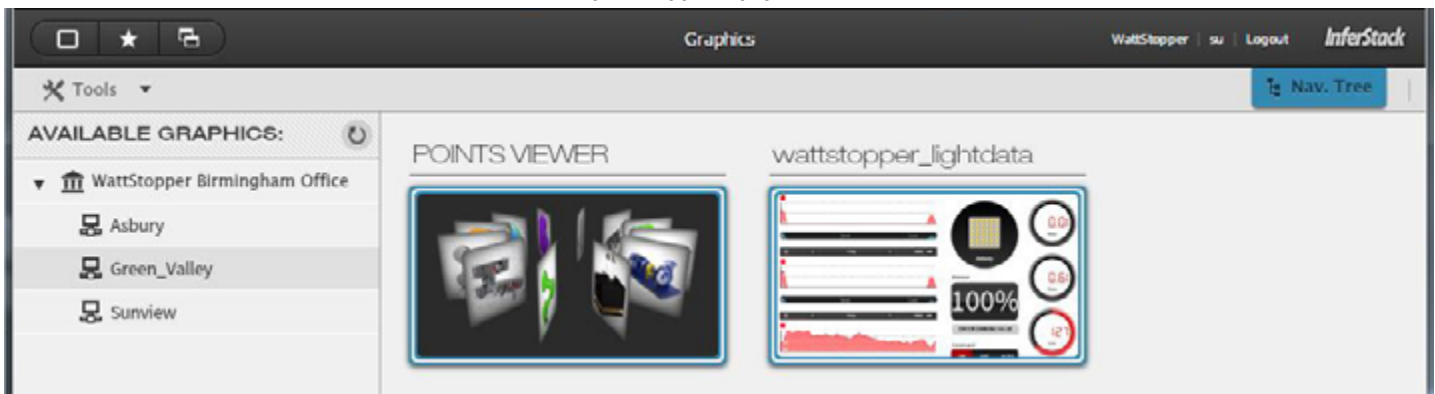 Graphics
WattStopper | su | Logout InferStack
Tools
Nav. Tree
AVAILABLE GRAPHICS:
WattStopper Birmingham Office
Asbury
Green_Valley
Sunview
POINTS VIEWER
wattstopper_lightdata
100%